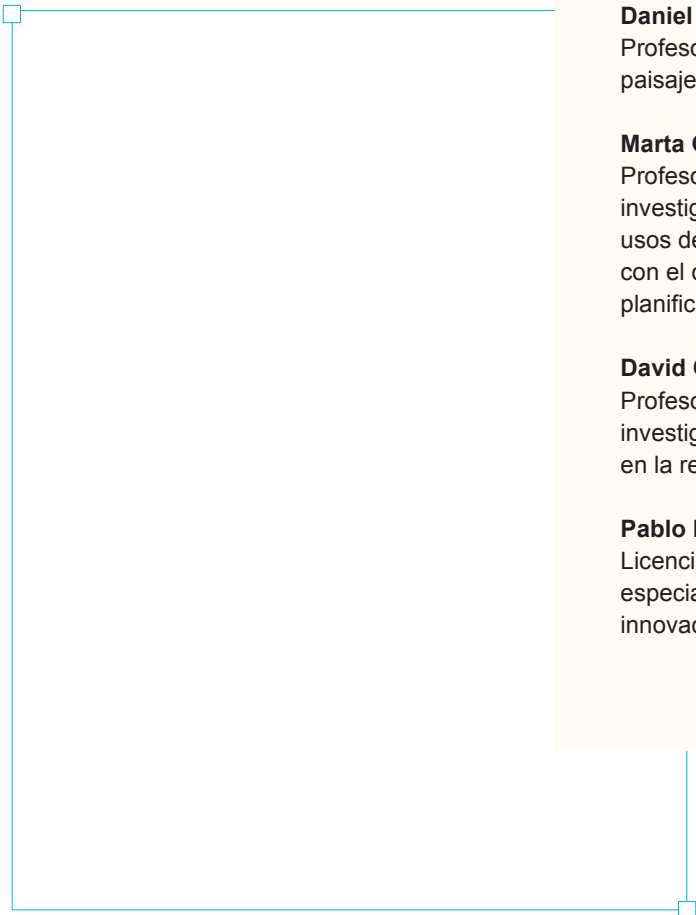 Daniel
Profeso
paisaje
Marta
Profeso
investig
usos de
con el
planific
David
Profeso
investig
en la re
Pablo
Licenci
especia
innovac